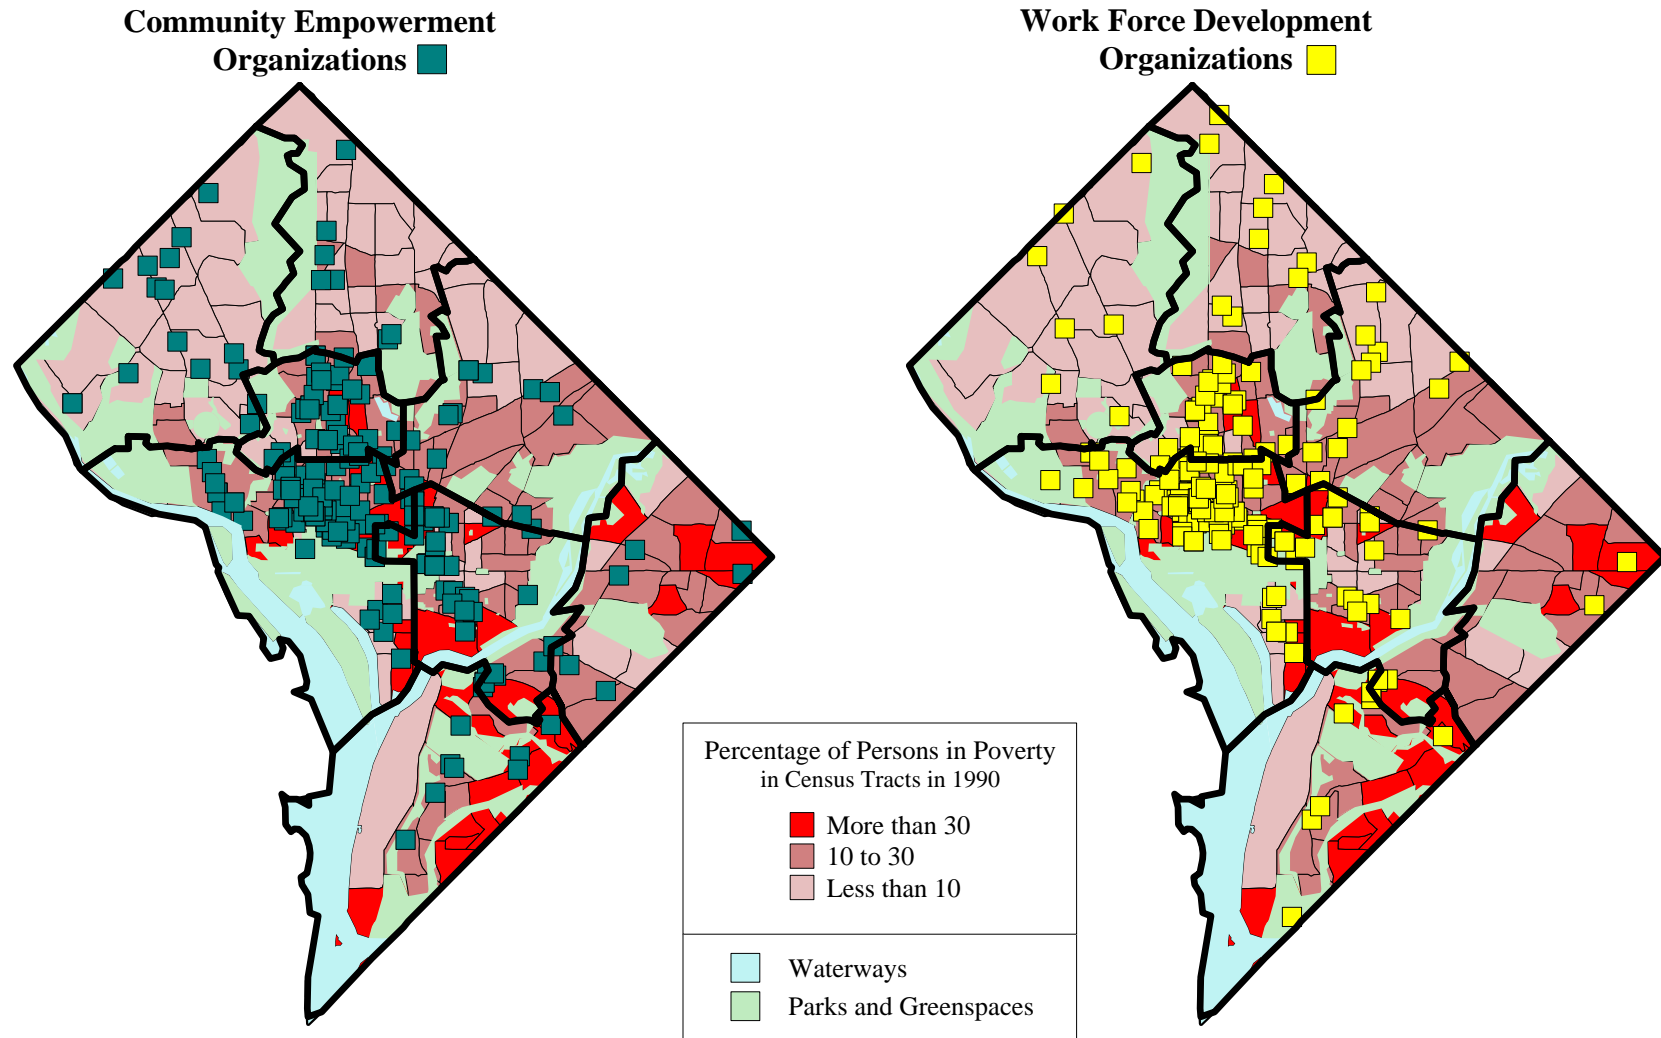 Community Empowerment
Organizations
Work Force Development
Organizations
Percentage of Persons in Poverty
in Census Tracts in 1990
More than 30
10 to 30
Less than 10
Waterways
Parks and Greenspaces